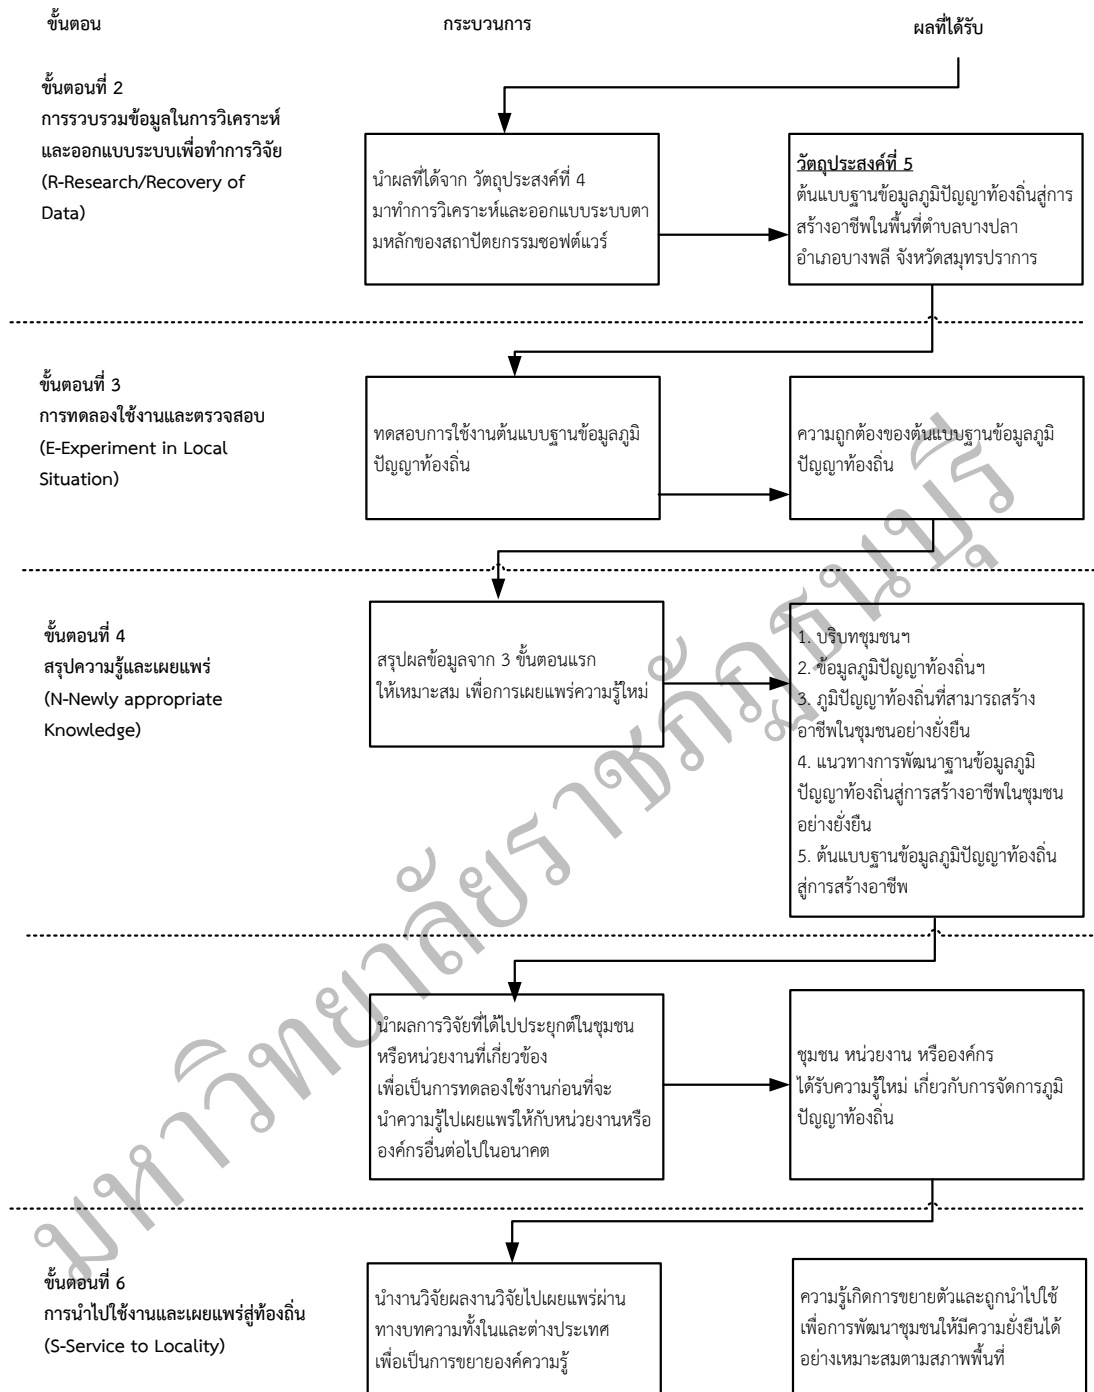 ขั้นตอน
กระบวนการ
ผลที่ได้รับ
ขั้นตอนที่ 2
การรวบรวมข้อมูลในการวิเคราะห์
และออกแบบระบบเพื่อทำการวิจัย
(R-Research/Recovery of
Data)
นำผลที่ได้จาก วัตถุประสงค์ที่ 4
มาทำการวิเคราะห์และออกแบบระบบตา
มหลักของสถาปัตยกรรมซอฟต์แวร์
วัตถุประสงค์ที่ 5
ต้นแบบฐานข้อมูลภูมิปัญญาท้องถิ่นสู่การ
สร้างอาชีพในพื้นที่ตำบลบางปลา
อำเภอบางพลี จังหวัดสมุทรปราการ
ขั้นตอนที่ 3
การทดลองใช้งานและตรวจสอบ
(E-Experiment in Local
Situation)
ทดสอบการใช้งานต้นแบบฐานข้อมูลภูมิ
ปัญญาท้องถิ่น
ความถูกต้องของต้นแบบฐานข้อมูลภูมิ
ปัญญาท้องถิ่น
ขั้นตอนที่ 4
สรุปความรู้และเผยแพร่
(N-Newly appropriate
Knowledge)
สรุปผลข้อมูลจาก 3 ขั้นตอนแรก
ให้เหมาะสม เพื่อการเผยแพร่ความรู้ใหม่
1. บริบทชุมชนฯ
2. ข้อมูลภูมิปัญญาท้องถิ่นฯ
3. ภูมิปัญญาท้องถิ่นที่สามารถสร้าง
อาชีพในชุมชนอย่างยั่งยืน
4. แนวทางการพัฒนาฐานข้อมูลภูมิ
ปัญญาท้องถิ่นสู่การสร้างอาชีพในชุมชน
อย่างยั่งยืน
5. ต้นแบบฐานข้อมูลภูมิปัญญาท้องถิ่น
สู่การสร้างอาชีพ
นำผลการวิจัยที่ได้ไปประยุกต์ในชุมชน
หรือหน่วยงานที่เกี่ยวข้อง
เพื่อเป็นการทดลองใช้งานก่อนที่จะ
นำความรู้ไปเผยแพร่ให้กับหน่วยงานหรือ
องค์กรอื่นต่อไปในอนาคต
ชุมชน หน่วยงาน หรือองค์กร
ได้รับความรู้ใหม่ เกี่ยวกับการจัดการภูมิ
ปัญญาท้องถิ่น
ขั้นตอนที่ 6
การนำไปใช้งานและเผยแพร่สู่ท้องถิ่น
(S-Service to Locality)
นำงานวิจัยผลงานวิจัยไปเผยแพร่ผ่าน
ทางบทความทั้งในและต่างประเทศ
เพื่อเป็นการขยายองค์ความรู้
ความรู้เกิดการขยายตัวและถูกนำไปใช้
เพื่อการพัฒนาชุมชนให้มีความยั่งยืนได้
อย่างเหมาะสมตามสภาพพื้นที่
มหาวิทยาลัยราชภัฏธนบุรี